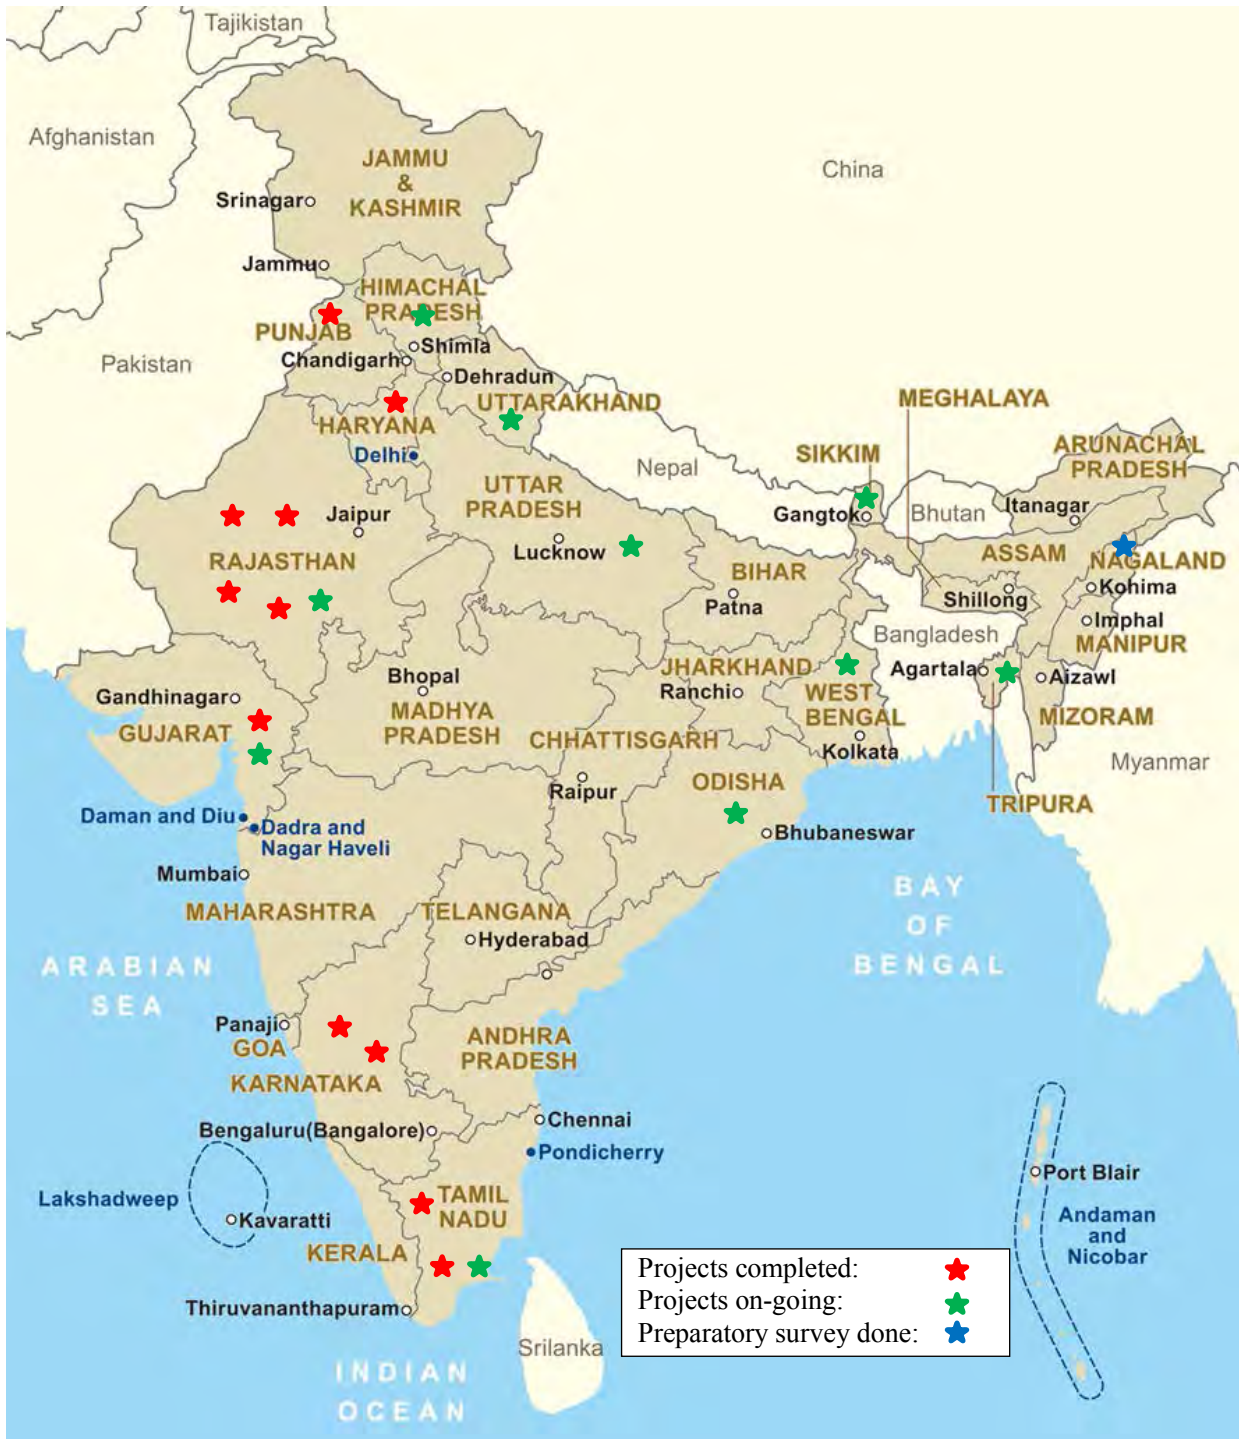 Tajikistan
Afghanistan
China
JAMMU
&
KASHMIR
Srinagar
Jammu
HIMACHAL
PRADESH
PUNJAB
Shimla
Chandigarh
Pakistan
Dehradun
UTTARAKHAND
MEGHALAYA
HARYANA
ARUNACHAL
PRADESH
Delhi
SIKKIM
Nepal
UTTAR
PRADESH
Jaipur
Gangtok
Bhutan
Itanagar
Lucknow
RAJASTHAN
ASSAM
NAGALAND
BIHAR
Patna
Shillong
Kohima
Imphal
Bangladesh
MANIPUR
JHARKHAND
Agartala
Aizawl
Bhopal
Ranchi
Gandhinagar
WEST
BENGAL
MADHYA
PRADESH
MIZORAM
GUJARAT
CHHATTISGARH
Kolkata
Myanmar
ODISHA
Raipur
TRIPURA
Daman and Diu
Dadra and
Nagar Haveli
Bhubaneswar
Mumbai
BAY
OF
BENGAL
MAHARASHTRA
TELANGANA
Hyderabad
ARABIAN
SEA
Panaji
GOA
ANDHRA
PRADESH
KARNATAKA
Chennai
Bengaluru(Bangalore)
Pondicherry
Port Blair
Lakshadweep
TAMIL
NADU
Kavaratti
Andaman
and
Nicobar
KERALA
Projects completed:
Projects on-going:
Preparatory survey done:
Thiruvananthapuram
Srilanka
INDIAN
OCEAN